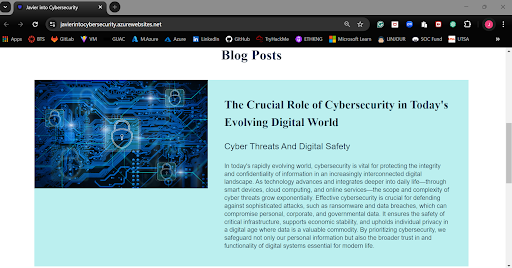 Javier into Cybersecurity
javierintocybersecurity.azurewebsites.net
Apps BTS GitLab VM GUAC M.Azure Azure LinkedIn GitHub TryHackMe ETHKNG Microsoft Learn LINUXJR SOC Fund UTSA
Blog Posts
The Crucial Role of Cybersecurity in Today's
Evolving Digital World
Cyber Threats And Digital Safety
In today's rapidly evolving world, cybersecurity is vital for protecting the integrity
and confidentiality of information in an increasingly interconnected digital
landscape. As technology advances and integrates deeper into daily life—through
smart devices, cloud computing, and online services—the scope and complexity of
cyber threats grow exponentially. Effective cybersecurity is crucial for defending
against sophisticated attacks, such as ransomware and data breaches, which can
compromise personal, corporate, and governmental data. It ensures the safety of
critical infrastructure, supports economic stability, and upholds individual privacy in
a digital age where data is a valuable commodity. By prioritizing cybersecurity, we
safeguard not only our personal information but also the broader trust in and
functionality of digital systems essential for modern life.